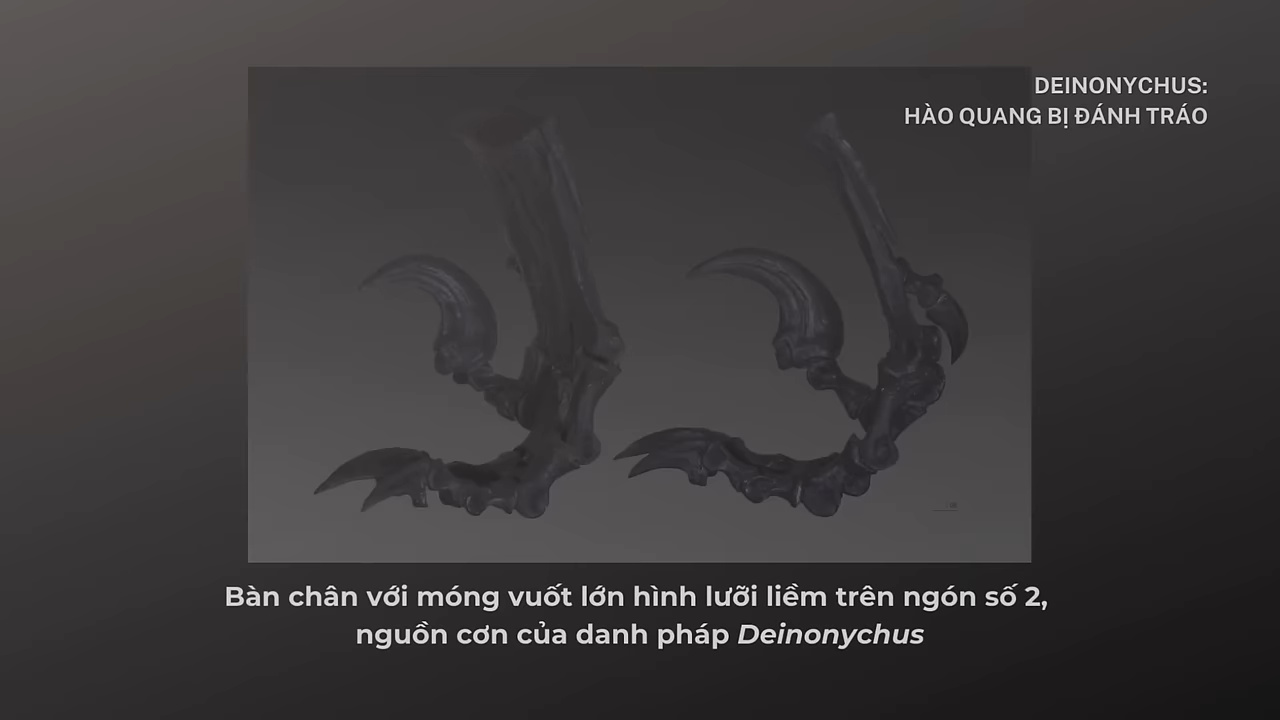 DEINONYCHUS:
HÀO QUANG BỊ ĐÁNH TRÁO
Bàn chân với móng vuốt lớn hình lưỡi liềm trên ngón số 2,
nguồn cơn của danh pháp Deinonychus